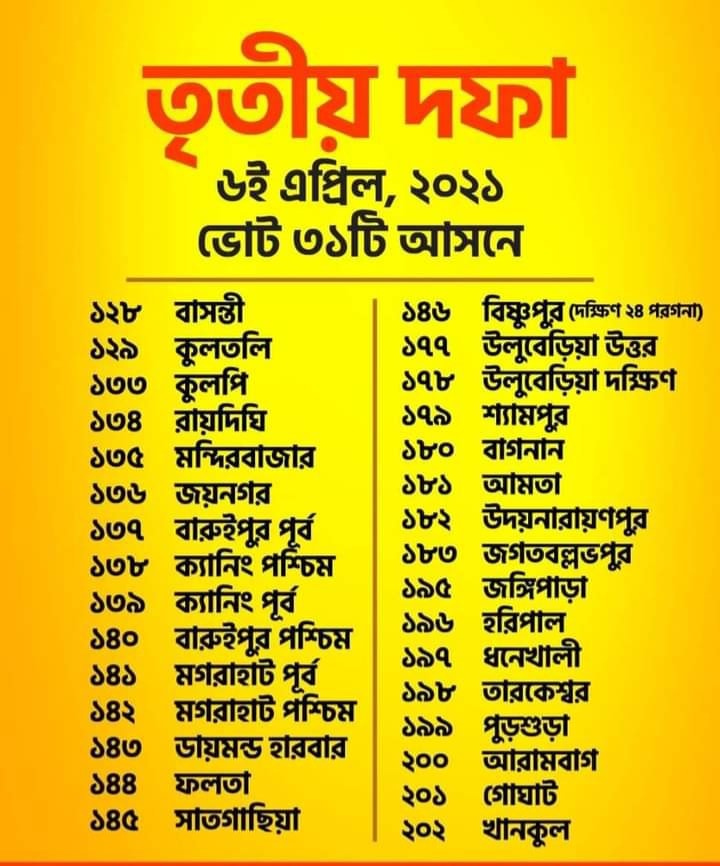 তৃতীয় দফা
৬ই এপ্রিল, ২০২১
ভোট ৩১টি আসনে
১২৮ বাসন্তী
১২৯ কুলতলি
১৩৩ কুলপি
১৩৪ রায়দিঘি
১৩৫ মন্দিরবাজার
১৩৬ জয়নগর
১৩৭ বারুইপুর পূর্ব
১৩৮ ক্যানিং পশ্চিম
১৩৯ ক্যানিং পূর্ব
১৪০ বারুইপুর পশ্চিম
১৪১ মগরাহাট পূর্ব
১৪২ মগরাহাট পশ্চিম
১৪৩ ডায়মন্ড হারবার
১৪৪ ফলতা
১৪৫ সাতগাছিয়া
১৪৬ বিষ্ণুপুর (দক্ষিণ ২৪ পরগনা)
১৭৭ উলুবেড়িয়া উত্তর
১৭৮ উলুবেড়িয়া দক্ষিণ
১৭৯ শ্যামপুর
১৮০ বাগনান
১৮১ আমতা
১৮২ উদয়নারায়ণপুর
১৮৩ জগতবল্লভপুর
১৯৫ জঙ্গিপাড়া
১৯৬ হরিপাল
১৯৭ ধনেখালী
১৯৮ তারকেশ্বর
১৯৯ পুড়শুড়া
২০০ আরামবাগ
২০১ গোঘাট
২০২ খানকুল